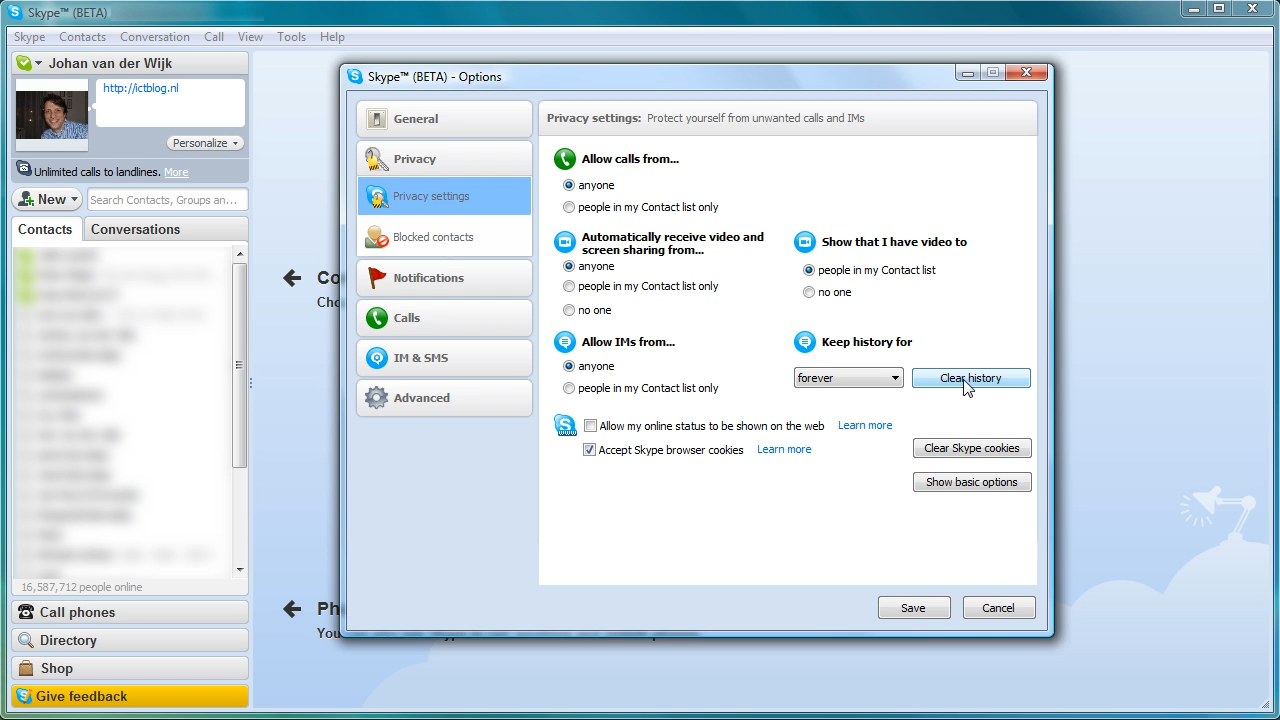 Skype™ (BETA)
Skype Contacts Conversation Call View Tools Help
Johan van der Wijk
http://ictblog.nl
Personalize
Unlimited calls to landlines. More
New
Search Contacts, Groups an...
Contacts
Conversations
16,587,712 people online
Call phones
Directory
Shop
Give feedback
Co
Cho
Ph
You
Skype™ (BETA) - Options
General
Privacy
Privacy settings
Blocked contacts
Notifications
Calls
IM & SMS
Advanced
Privacy settings: Protect yourself from unwanted calls and IMs
Allow calls from...
anyone
people in my Contact list only
Automatically receive video and
screen sharing from...
anyone
people in my Contact list only
no one
Show that I have video to
people in my Contact list
no one
Allow IMs from...
anyone
people in my Contact list only
Keep history for
forever
Clear history
Allow my online status to be shown on the web Learn more
Accept Skype browser cookies Learn more
Clear Skype cookies
Show basic options
Save
Cancel